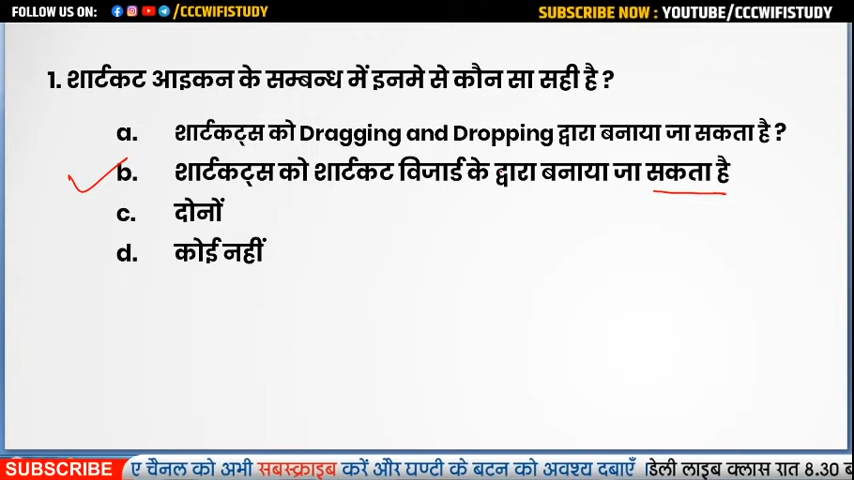 FOLLOW US ON: /CCCWIFISTUDY SUBSCRIBE NOW : YOUTUBE/CCCWIFISTUDY
1. शार्टकट आइकन के सम्बन्ध में इनमे से कौन सा सही है ?
a. शार्टकट्स को Dragging and Dropping द्वारा बनाया जा सकता है ?
b. शार्टकट्स को शार्टकट विजार्ड के द्वारा बनाया जा सकता है
c. दोनों
d. कोई नहीं
SUBSCRIBE ए चैनल को अभी सबस्क्राइब करें और घण्टी के बटन को अवश्य दबाएँ । डेली लाइब क्लास रात 8.30 ब